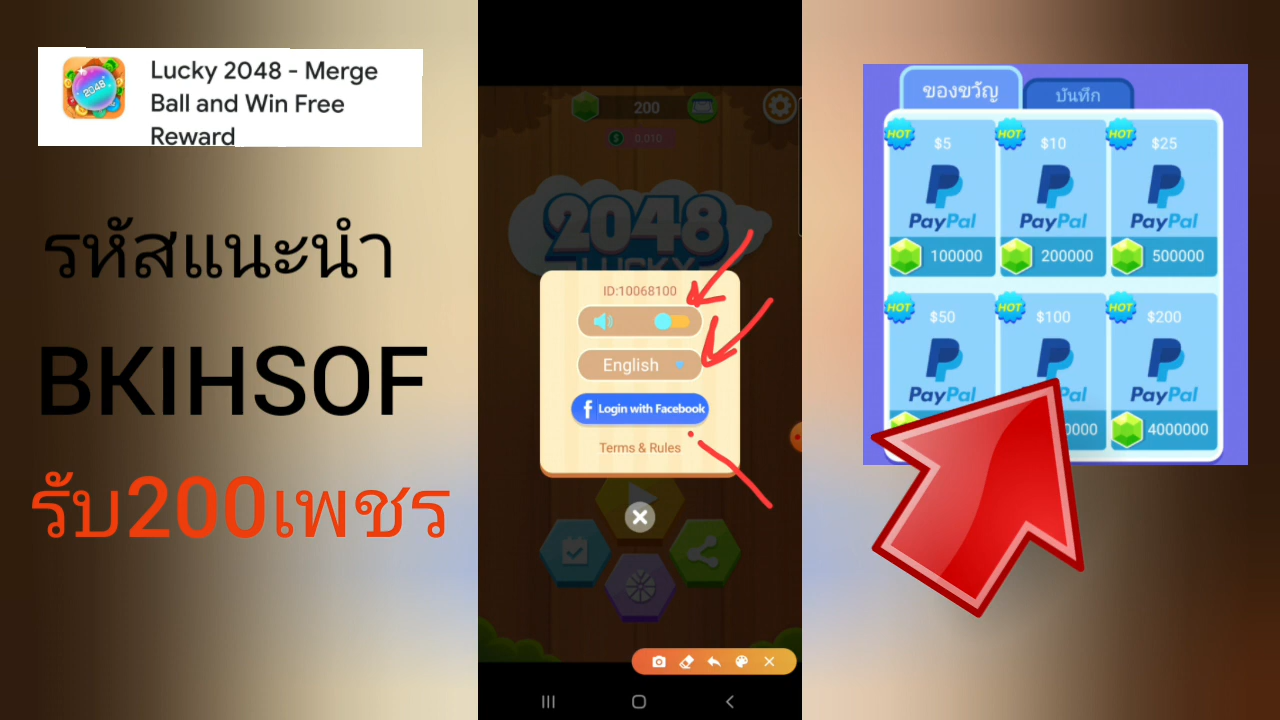 Lucky 2048 - Merge
Ball and Win Free
Reward
รหัสแนะนำ
BKIHSOF
รับ200เพชร
200
0.010
2048
LUCKY
ID:10068100
English
Login with Facebook
Terms & Rules
ของขวัญ
บันทึก
HOT HOT HOT
$5 $10 $25
PayPal PayPal PayPal
100000 200000 500000
HOT HOT HOT
$50 $100 $200
PayPal PayPal PayPal
4000000